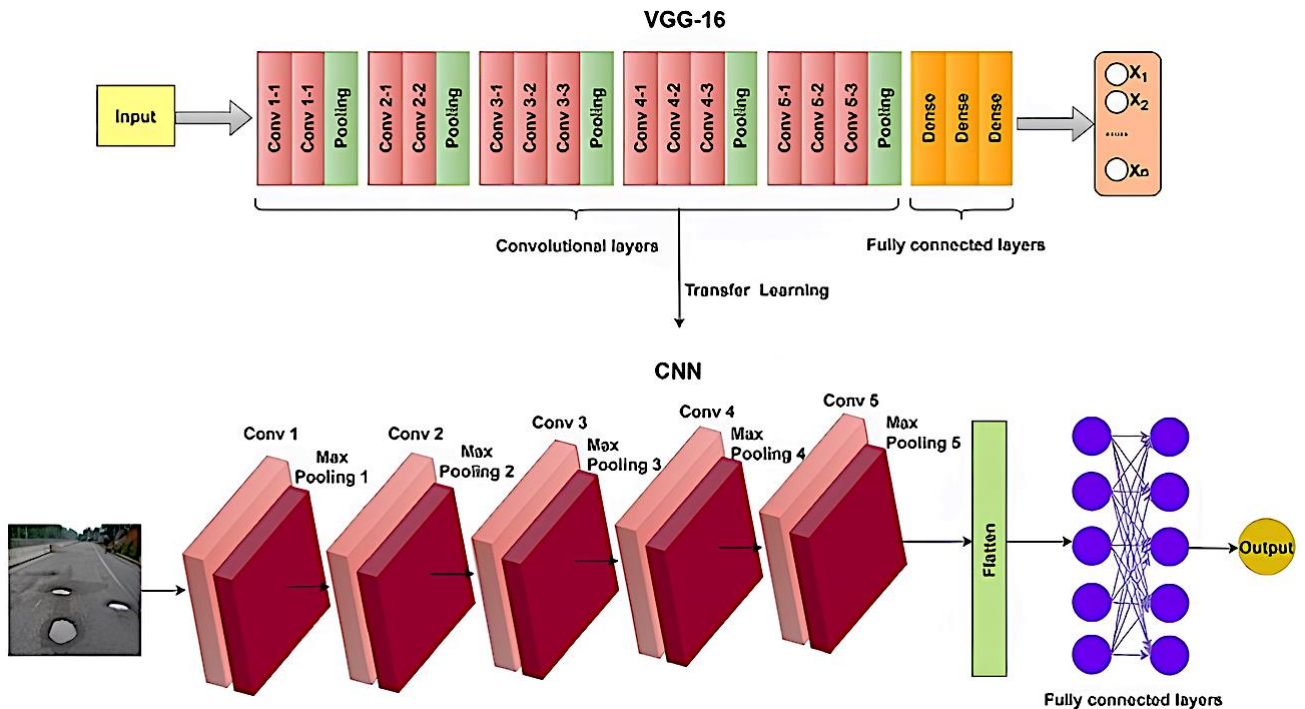 VGG-16
Input
Conv 1-1
Conv 1-1
Pooling
Conv 2-1
Conv 2-2
Pooling
Conv 3-1
Conv 3-2
Conv 3-3
Pooling
Conv 4-1
Conv 4-2
Conv 4-3
Pooling
Conv 5-1
Conv 5-2
Conv 5-3
Pooling
Dense
Dense
Dense
X1
X2
.....
Xn
Convolutional layers
Fully connected layers
Transfer Learning
CNN
Conv 1
Max
Pooling 1
Conv 2
Max
Pooling 2
Conv 3
Max
Pooling 3
Conv 4
Max
Pooling 4
Conv 5
Max
Pooling 5
Flatten
Output
Fully connected layers